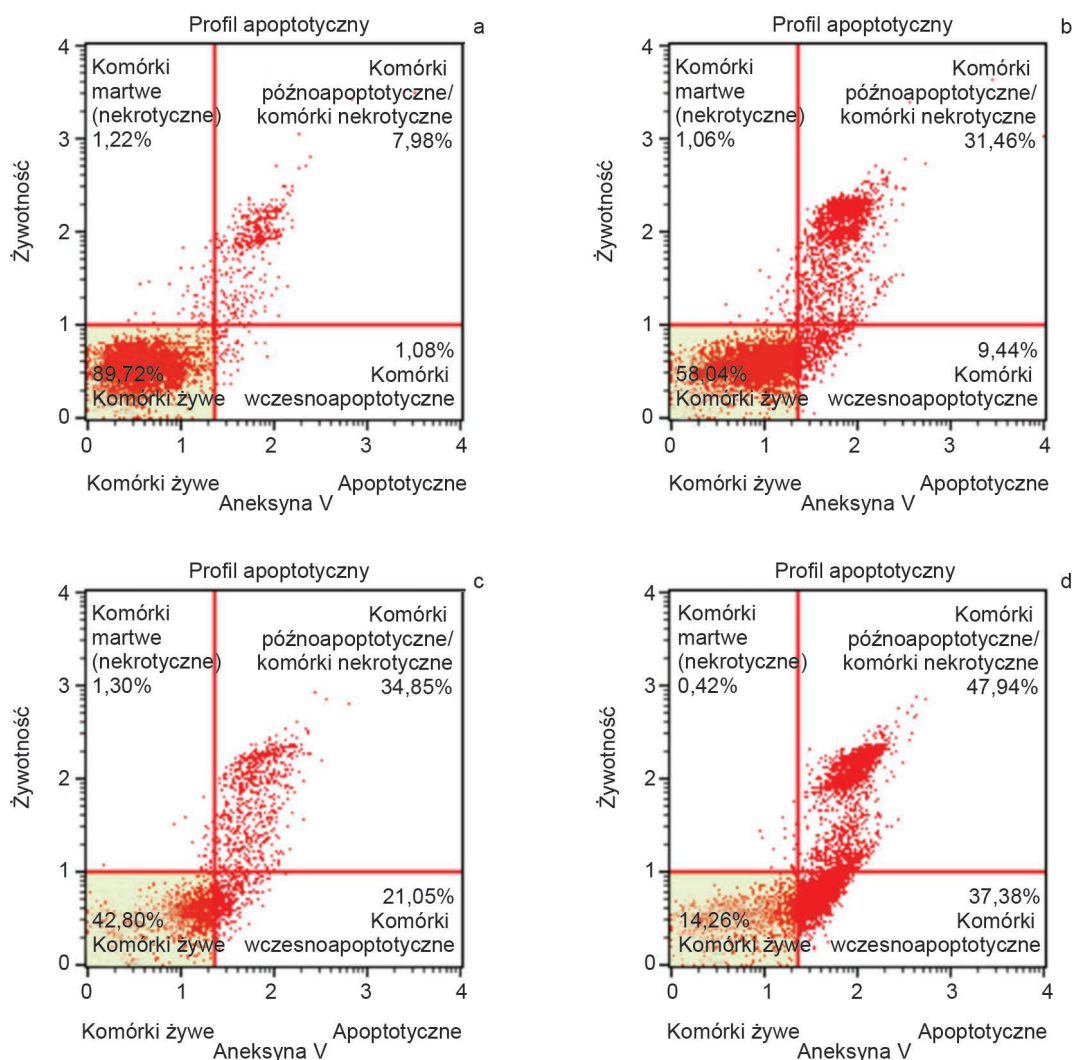 Profil apoptotyczny
a
4
Komórki
martwe
(nekrotyczne)
1,22%
Komórki
późnoapoptotyczne/
komórki nekrotyczne
7,98%
3
Żywotność
2
1
89,72%
Komórki żywe
1,08%
Komórki
wczesnoapoptotyczne
0
0 1 2 3 4
Komórki żywe
Aneksyna V
Apoptotyczne
Profil apoptotyczny
b
4
Komórki
martwe
(nekrotyczne)
1,06%
Komórki
późnoapoptotyczne/
komórki nekrotyczne
31,46%
3
Żywotność
2
1
58,04%
Komórki żywe
9,44%
Komórki
wczesnoapoptotyczne
0
0 1 2 3 4
Komórki żywe
Aneksyna V
Apoptotyczne
Profil apoptotyczny
c
4
Komórki
martwe
(nekrotyczne)
1,30%
Komórki
późnoapoptotyczne/
komórki nekrotyczne
34,85%
3
Żywotność
2
1
42,80%
Komórki żywe
21,05%
Komórki
wczesnoapoptotyczne
0
0 1 2 3 4
Komórki żywe
Aneksyna V
Apoptotyczne
Profil apoptotyczny
d
4
Komórki
martwe
(nekrotyczne)
0,42%
Komórki
późnoapoptotyczne/
komórki nekrotyczne
47,94%
3
Żywotność
2
1
14,26%
Komórki żywe
37,38%
Komórki
wczesnoapoptotyczne
0
0 1 2 3 4
Komórki żywe
Aneksyna V
Apoptotyczne